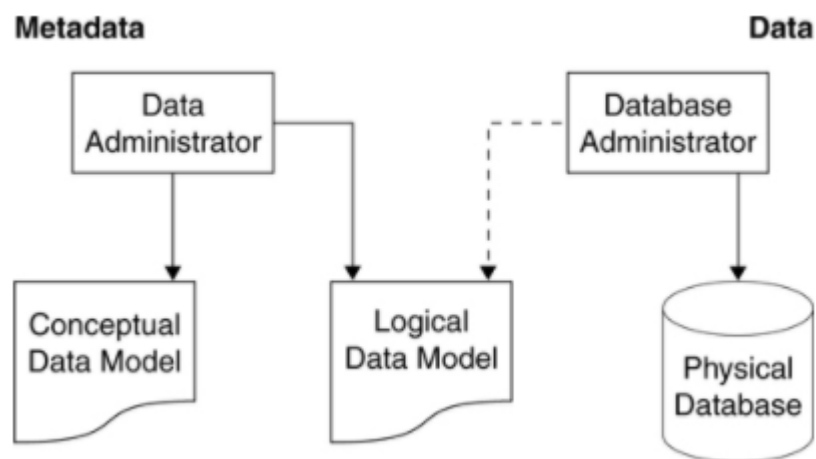 Metadata
Data
Data
Administrator
Database
Administrator
Conceptual
Data Model
Logical
Data Model
Physical
Database